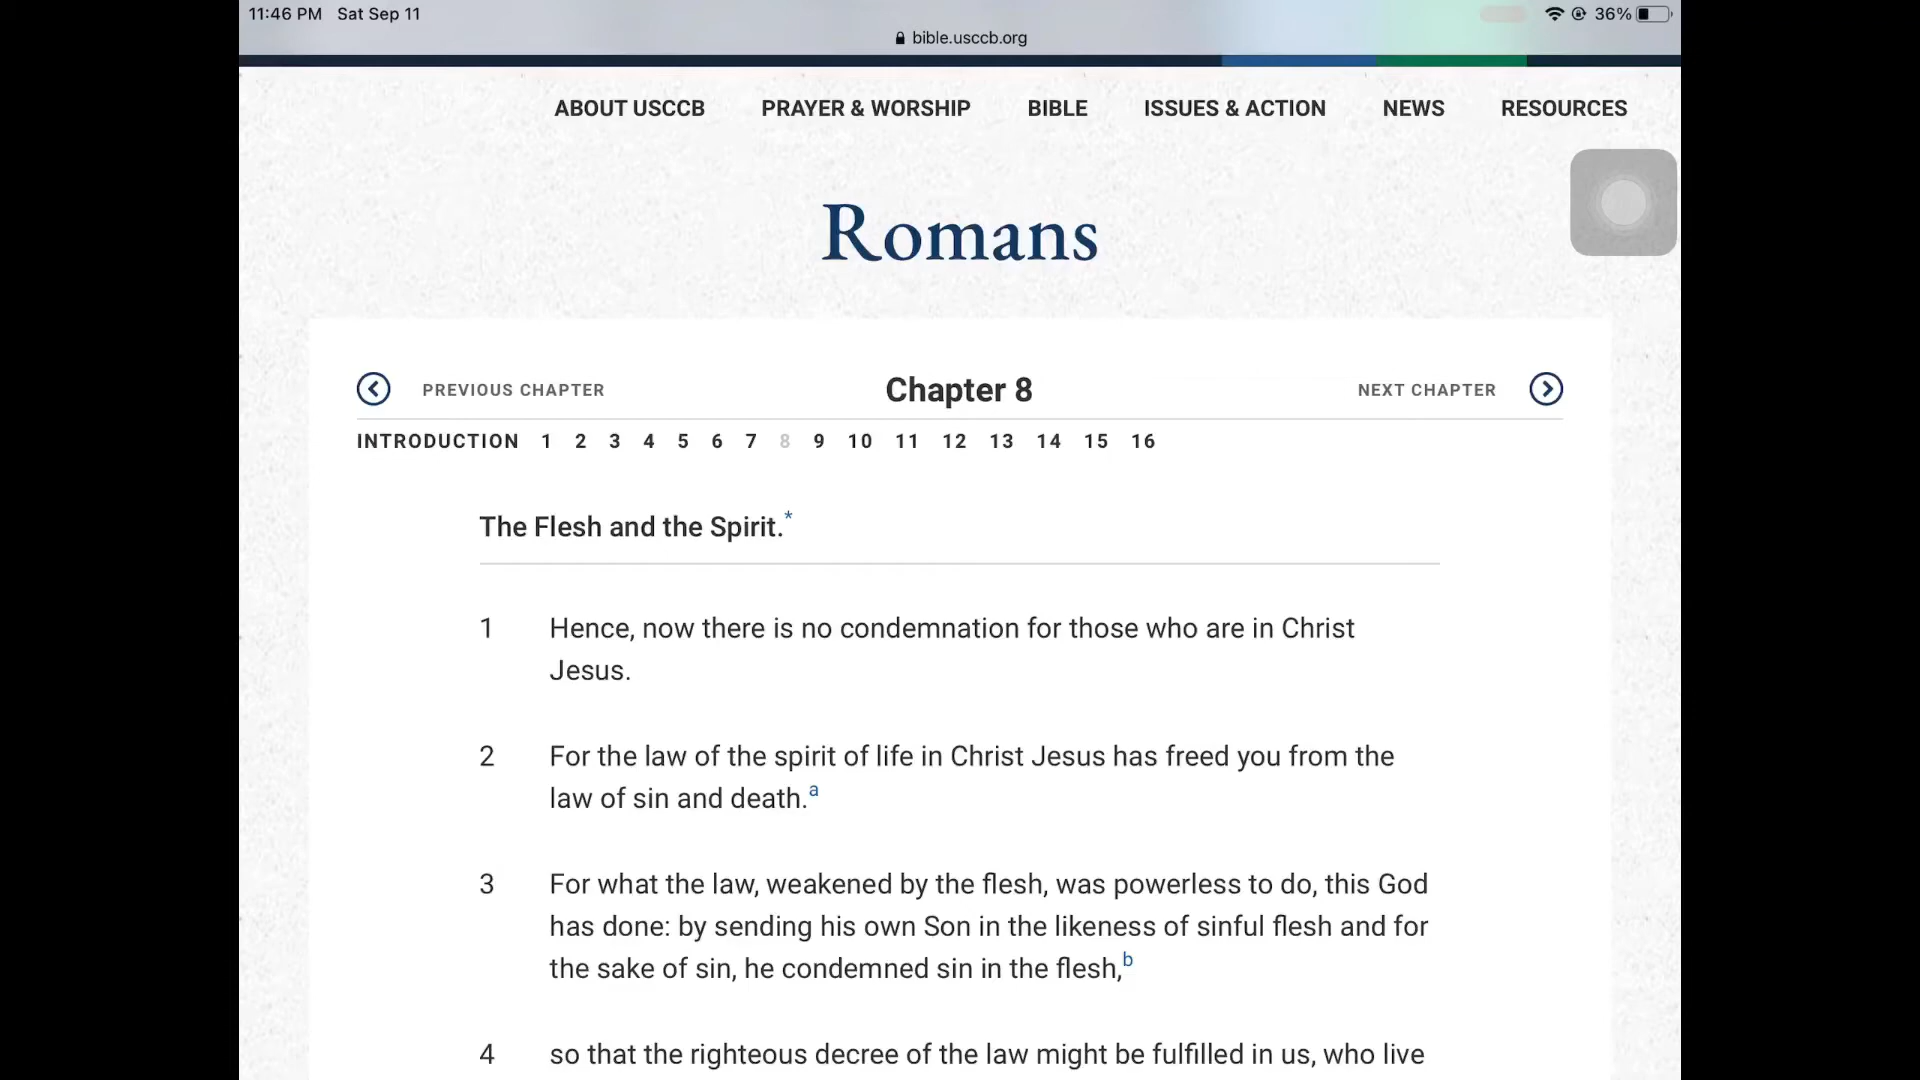 11:46 PM Sat Sep 11 36%
bible.usccb.org
ABOUT USCCB PRAYER & WORSHIP BIBLE ISSUES & ACTION NEWS RESOURCES
Romans
PREVIOUS CHAPTER Chapter 8 NEXT CHAPTER
INTRODUCTION 1 2 3 4 5 6 7 8 9 10 11 12 13 14 15 16
The Flesh and the Spirit.*
1 Hence, now there is no condemnation for those who are in Christ
Jesus.
2 For the law of the spirit of life in Christ Jesus has freed you from the
law of sin and death.a
3 For what the law, weakened by the flesh, was powerless to do, this God
has done: by sending his own Son in the likeness of sinful flesh and for
the sake of sin, he condemned sin in the flesh,b
4 so that the righteous decree of the law might be fulfilled in us, who live